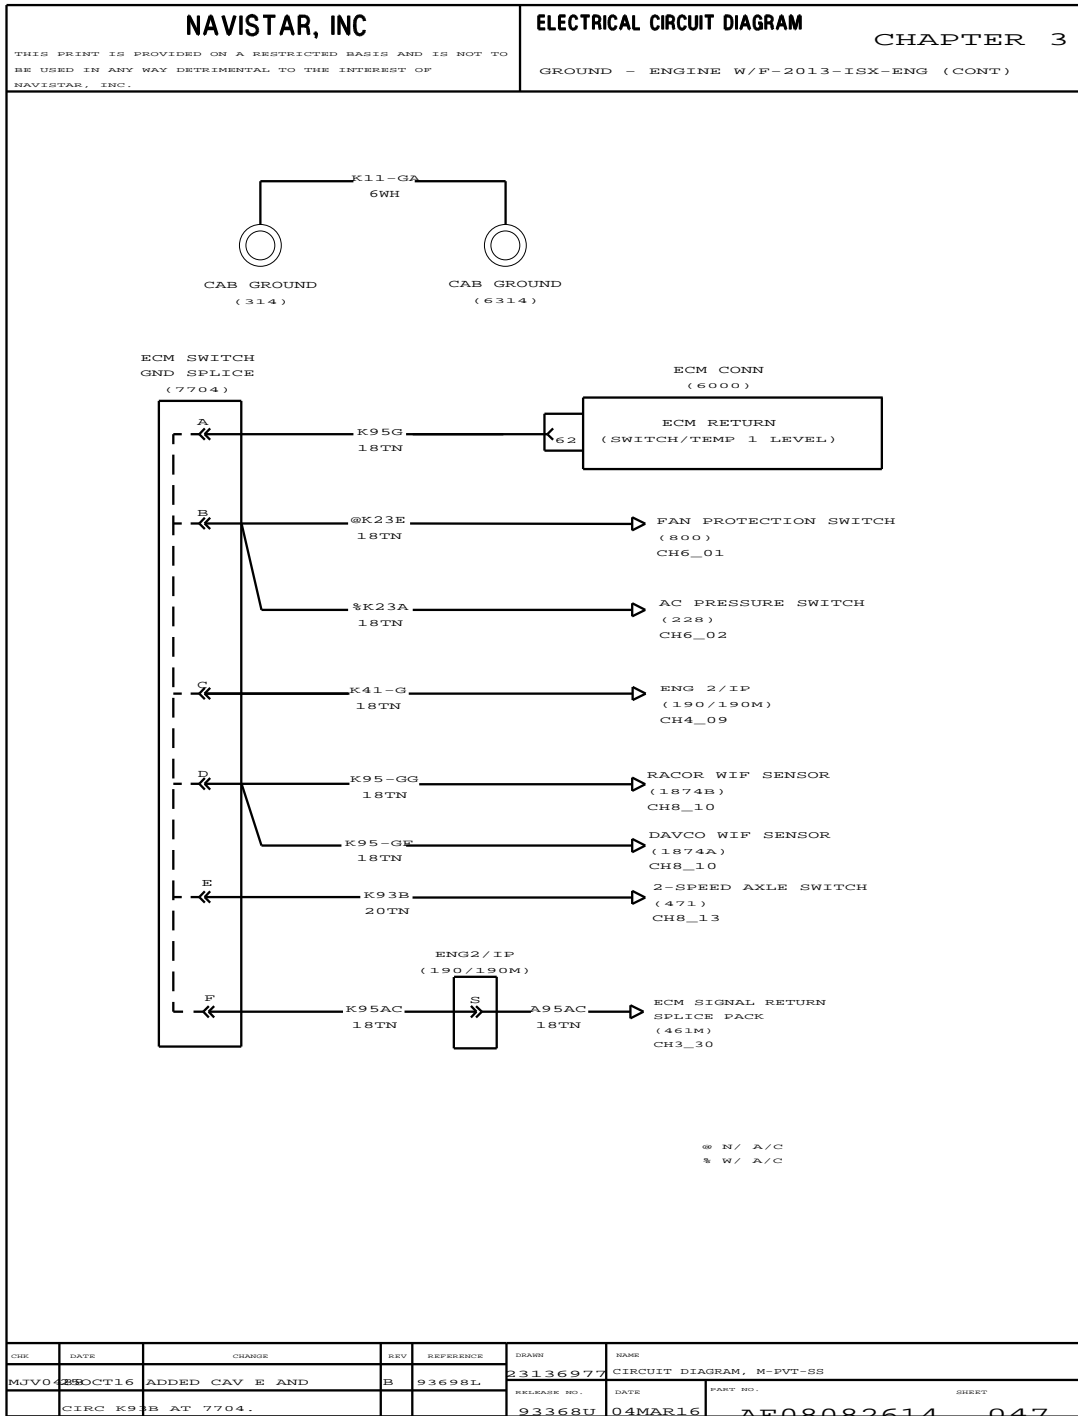 NAVISTAR, INC
THIS PRINT IS PROVIDED ON A RESTRICTED BASIS AND IS NOT TO
BE USED IN ANY WAY DETRIMENTAL TO THE INTEREST OF
NAVISTAR, INC.
ELECTRICAL CIRCUIT DIAGRAM
CHAPTER 3
GROUND - ENGINE W/F-2013-ISX-ENG (CONT)
K11-GA
6WH
CAB GROUND
(314)
CAB GROUND
(6314)
ECM SWITCH
GND SPLICE
(7704)
ECM CONN
(6000)
A
K95G
18TN
62
ECM RETURN
(SWITCH/TEMP 1 LEVEL)
B
@K23E
18TN
FAN PROTECTION SWITCH
(800)
CH6_01
%K23A
18TN
AC PRESSURE SWITCH
(228)
CH6_02
C
K41-G
18TN
ENG 2/IP
(190/190M)
CH4_09
D
K95-GG
18TN
RACOR WIF SENSOR
(1874B)
CH8_10
K95-GF
18TN
DAVCO WIF SENSOR
(1874A)
CH8_10
E
K93B
20TN
2-SPEED AXLE SWITCH
(471)
CH8_13
ENG2/IP
(190/190M)
F
K95AC
18TN
S
A95AC
18TN
ECM SIGNAL RETURN
SPLICE PACK
(461M)
CH3_30
@ N/ A/C
% W/ A/C
CHK DATE CHANGE REV REFERENCE
ADDED CAV E AND B 93698L
CIRC K93B AT 7704.
DRAWN
23136977
NAME
CIRCUIT DIAGRAM, M-PVT-SS
RELEASE NO.
93368U
DATE
04MAR16
PART NO.
AF08082614
SHEET
047